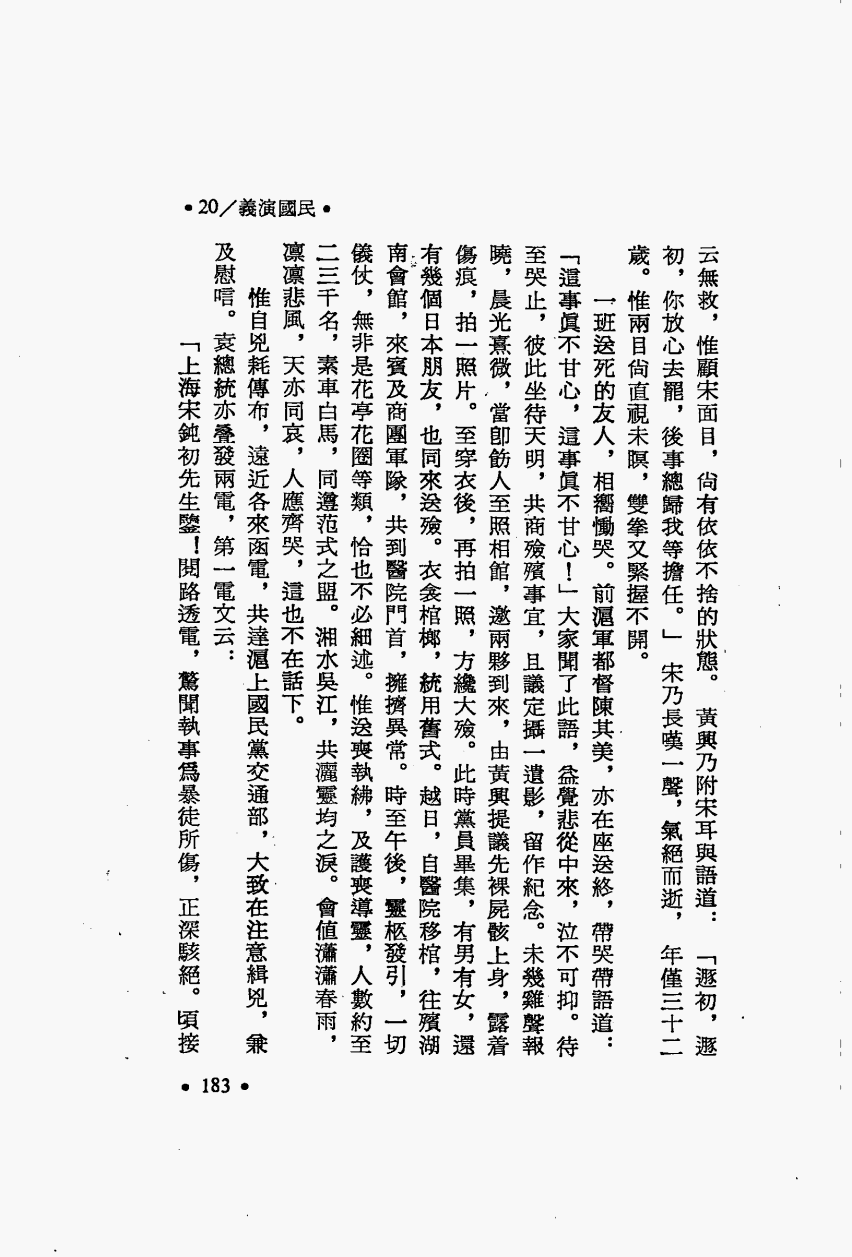 •20/義演國民•
云無救，惟顧宋面目，尙有依依不捨的狀態。黃興乃附宋耳與語道：「遯初，遯
初，你放心去罷，後事總歸我等擔任。」宋乃長嘆一聲，氣絕而逝，年僅三十二
歲。惟兩目尙直視未瞑，雙拳又緊握不開。
一班送死的友人，相嚮慟哭。前滬軍都督陳其美，亦在座送終，帶哭帶語道：
「這事眞不甘心，這事眞不甘心！」大家聞了此語，益覺悲從中來，泣不可抑。待
至哭止，彼此坐待天明，共商殮殯事宜，且議定攝一遺影，留作紀念。未幾雞聲報
曉，晨光熹微，當卽飭人至照相館，邀兩夥到來，由黃興提議先裸屍骸上身，露着
傷痕，拍一照片。至穿衣後，再拍一照，方纔大殮。此時黨員畢集，有男有女，還
有幾個日本朋友，也同來送殮。衣衾棺槨，統用舊式。越日，自醫院移棺，往殯湖
南會館，來賓及商團軍隊，共到醫院門首，擁擠異常。時至午後，靈柩發引，一切
儀仗，無非是花亭花圈等類，恰也不必細述。惟送喪執紼，及護喪導靈，人數約至
二三千名，素車白馬，同遵范式之盟。湘水吳江，共灑靈均之淚。會值瀟瀟春雨，
凛凛悲風，天亦同哀，人應齊哭，這也不在話下。
惟自兇耗傳布，遠近各來函電，共達滬上國民黨交通部，大致在注意緝兇，兼
及慰唁。袁總統亦疊發兩電，第一電文云：
「上海宋鈍初先生鑒！閱路透電，驚聞執事爲暴徒所傷，正深駭絕。頃接
•183•